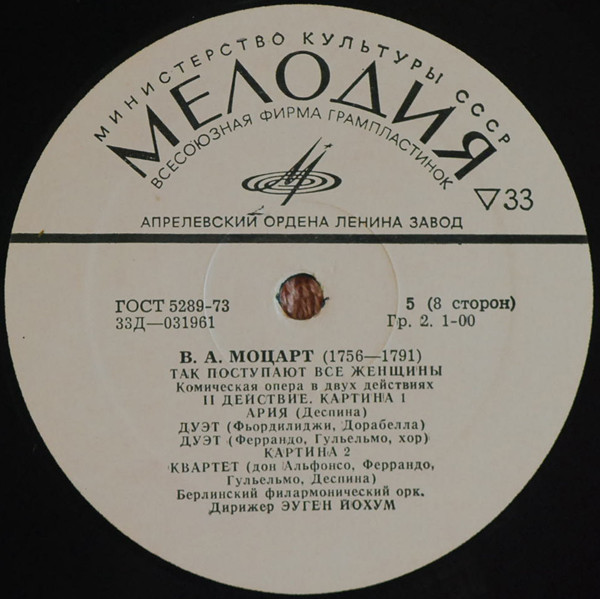 МИНИСТЕРСТВО КУЛЬТУРЫ СССР
МЕЛОДИЯ
ВСЕСОЮЗНАЯ ФИРМА ГРАМПЛАСТИНОК
▽33
АПРЕЛЕВСКИЙ ОРДЕНА ЛЕНИНА ЗАВОД
ГОСТ 5289-73
5 (8 сторон)
33Д—031961
Гр. 2. 1-00
В. А. МОЦАРТ (1756—1791)
ТАК ПОСТУПАЮТ ВСЕ ЖЕНЩИНЫ
Комическая опера в двух действиях
II ДЕЙСТВИЕ. КАРТИНА 1
АРИЯ (Деспина)
ДУЭТ (Фьордилиджи, Дорабелла)
ДУЭТ (Феррандо, Гульельмо, хор)
КАРТИНА 2
КВАРТЕТ (дон Альфонсо, Феррандо,
Гульельмо, Деспина)
Берлинский филармонический орк.
Дирижер ЭУГЕН ЙОХУМ